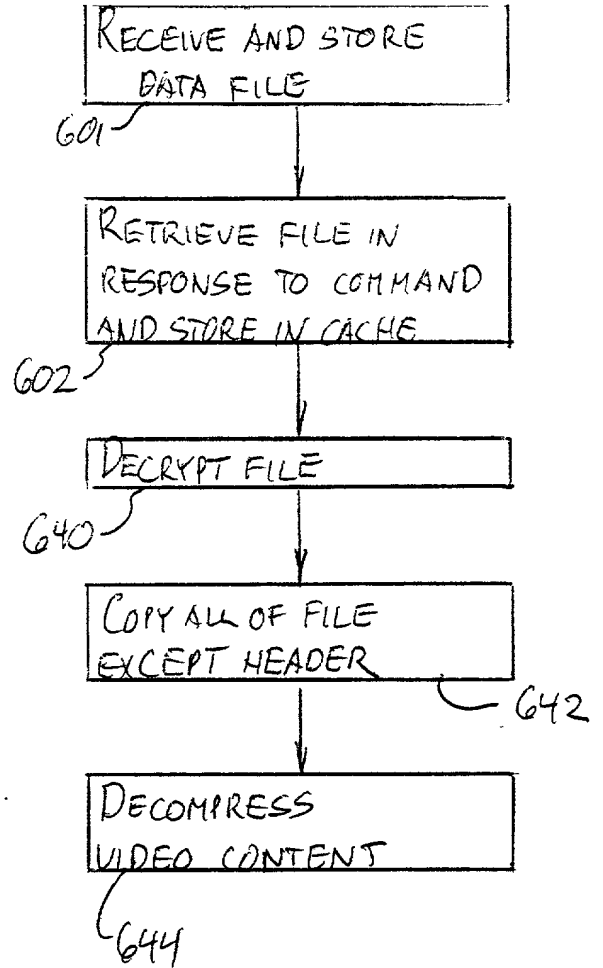 RECEIVE AND STORE
DATA FILE
601
RETRIEVE FILE IN
RESPONSE TO COMMAND
AND STORE IN CACHE
602
DECRYPT FILE
640
COPY ALL OF FILE
EXCEPT HEADER
642
DECOMPRESS
VIDEO CONTENT
644